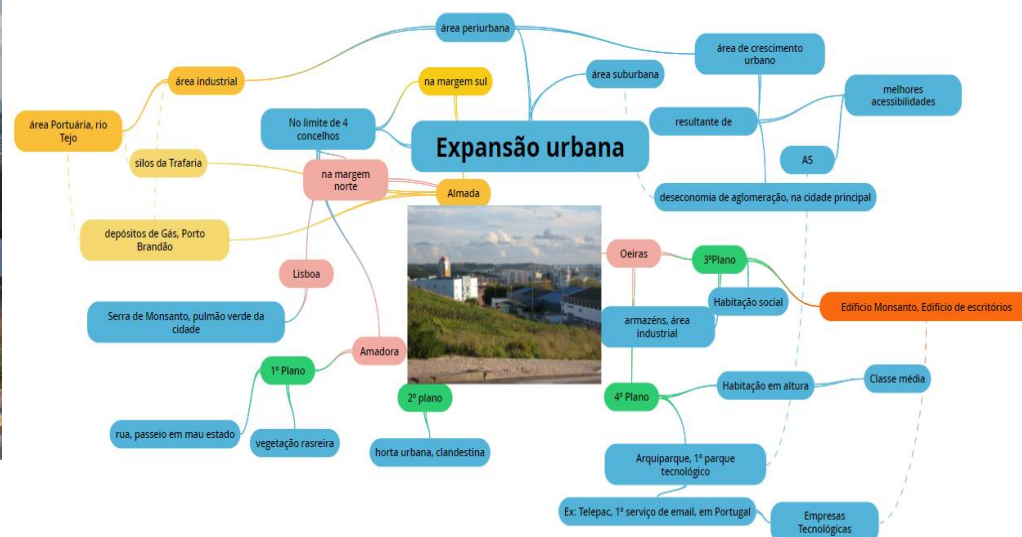 área periurbana
área de crescimento
urbano
área industrial
na margem sul
área suburbana
melhores
acessibilidades
área Portuária, rio
Tejo
No limite de 4
concelhos
resultante de
Expansão urbana
silos da Trafaria
na margem
norte
A5
Almada
deseconomia de aglomeração, na cidade principal
depósitos de Gás, Porto
Brandão
Oeiras
3ºPlano
Lisboa
Habitação social
Edíficio Monsanto, Edifício de escritórios
Serra de Monsanto, pulmão verde da
cidade
armazéns, área
industrial
Amadora
1º Plano
2º plano
4º Plano
Habitação em altura
Classe média
rua, passeio em mau estado
vegetação rasreira
horta urbana, clandestina
Arquiparque, 1º parque
tecnológico
Ex: Telepac, 1º serviço de email, em Portugal
Empresas
Tecnológicas